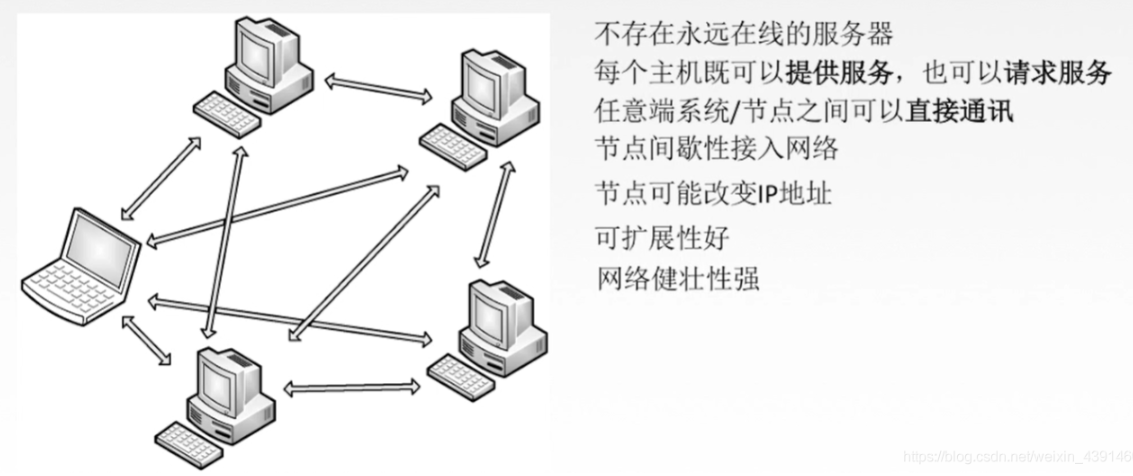 不存在永远在线的服务器
每个主机既可以提供服务，也可以请求服务
任意端系统/节点之间可以直接通讯
节点间歇性接入网络
节点可能改变IP地址
可扩展性好
网络健壮性强
https://blog.csdn.net/weixin_439146